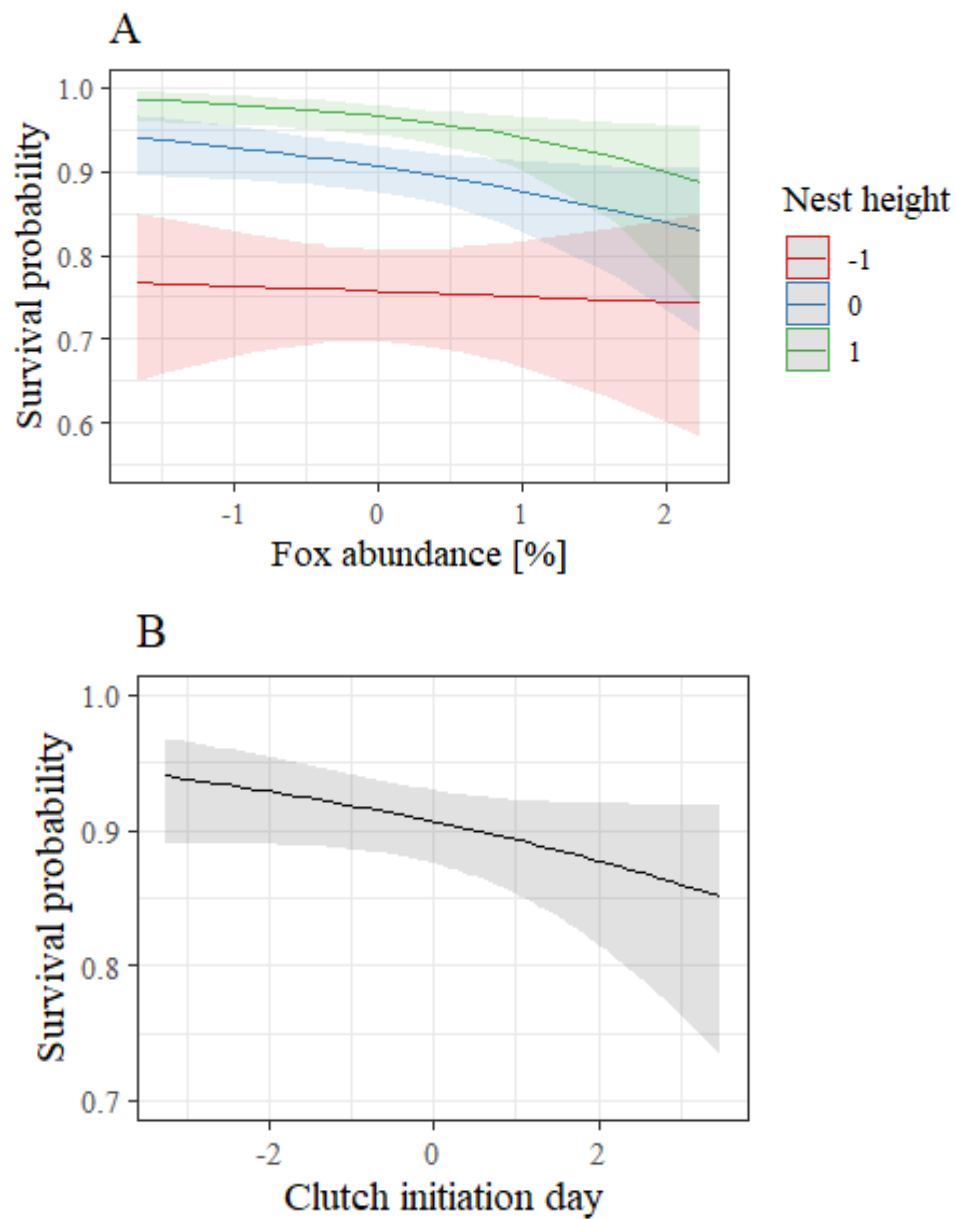 A
Survival probability
1.0
0.9
0.8
0.7
0.6
-1
0
1
2
Fox abundance [%]
Nest height
-1
0
1
B
Survival probability
1.0
0.9
0.8
0.7
-2
0
2
Clutch initiation day